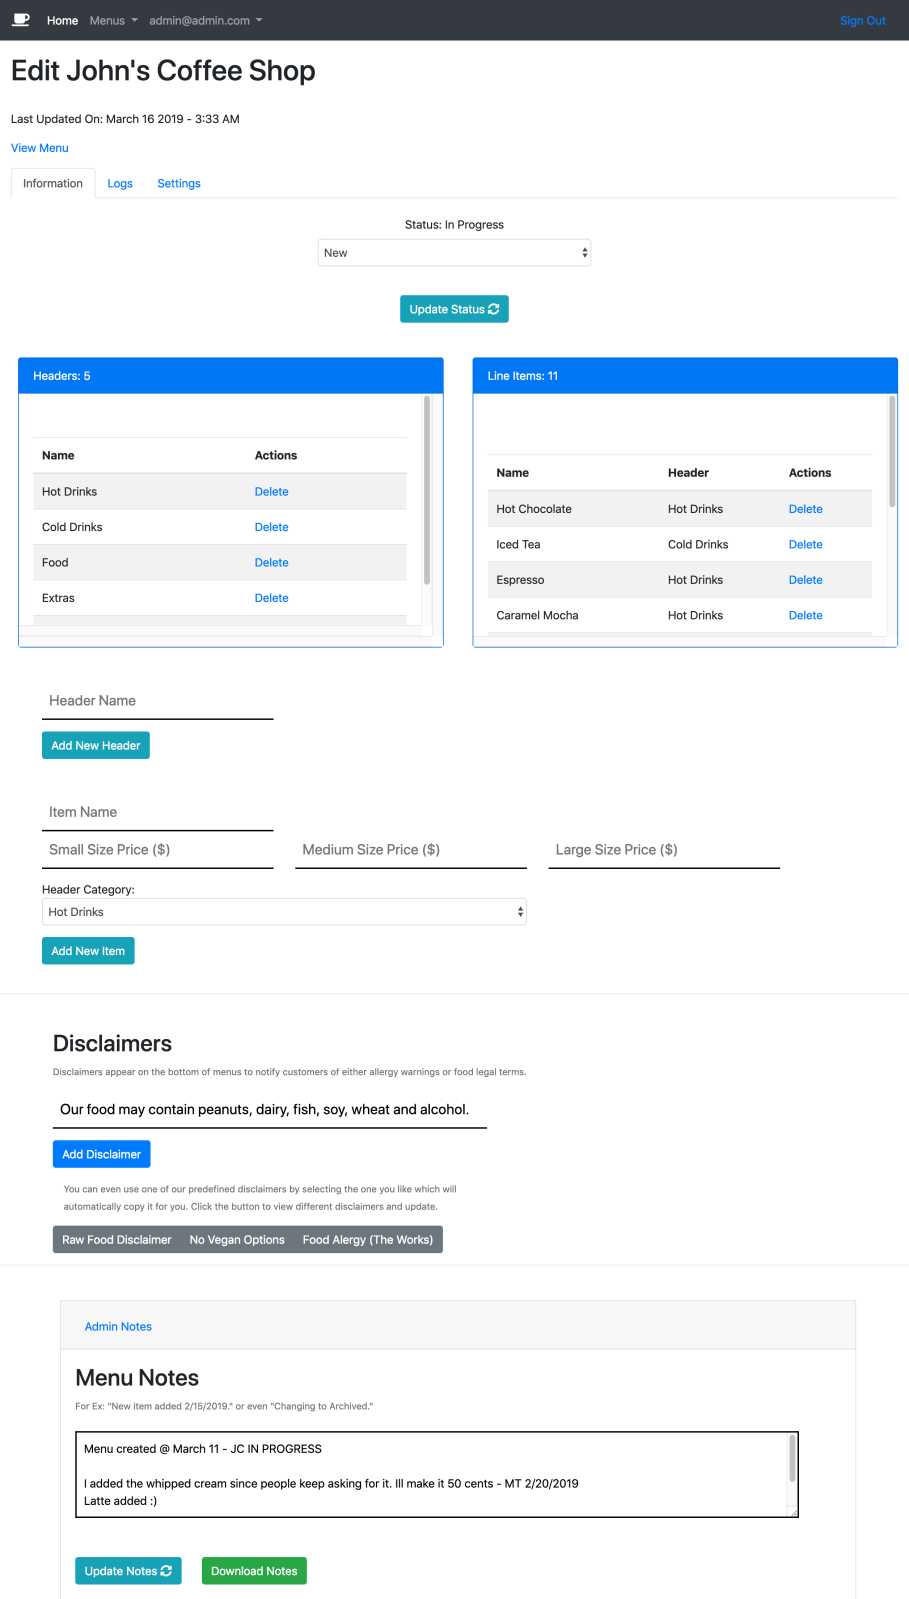 Home Menus admin@admin.com Sign Out
Edit John's Coffee Shop
Last Updated On: March 16 2019 - 3:33 AM
View Menu
Information Logs Settings
Status: In Progress
New
Update Status
Headers: 5
Name Actions
Hot Drinks Delete
Cold Drinks Delete
Food Delete
Extras Delete
Line Items: 11
Name Header Actions
Hot Chocolate Hot Drinks Delete
Iced Tea Cold Drinks Delete
Espresso Hot Drinks Delete
Caramel Mocha Hot Drinks Delete
Header Name
Add New Header
Item Name
Small Size Price ($) Medium Size Price ($) Large Size Price ($)
Header Category:
Hot Drinks
Add New Item
Disclaimers
Disclaimers appear on the bottom of menus to notify customers of either allergy warnings or food legal terms.
Our food may contain peanuts, dairy, fish, soy, wheat and alcohol.
Add Disclaimer
You can even use one of our predefined disclaimers by selecting the one you like which will
automatically copy it for you. Click the button to view different disclaimers and update.
Raw Food Disclaimer No Vegan Options Food Alergy (The Works)
Admin Notes
Menu Notes
For Ex: "New item added 2/15/2019." or even "Changing to Archived."
Menu created @ March 11 - JC IN PROGRESS
I added the whipped cream since people keep asking for it. Ill make it 50 cents - MT 2/20/2019
Latte added :)
Update Notes Download Notes